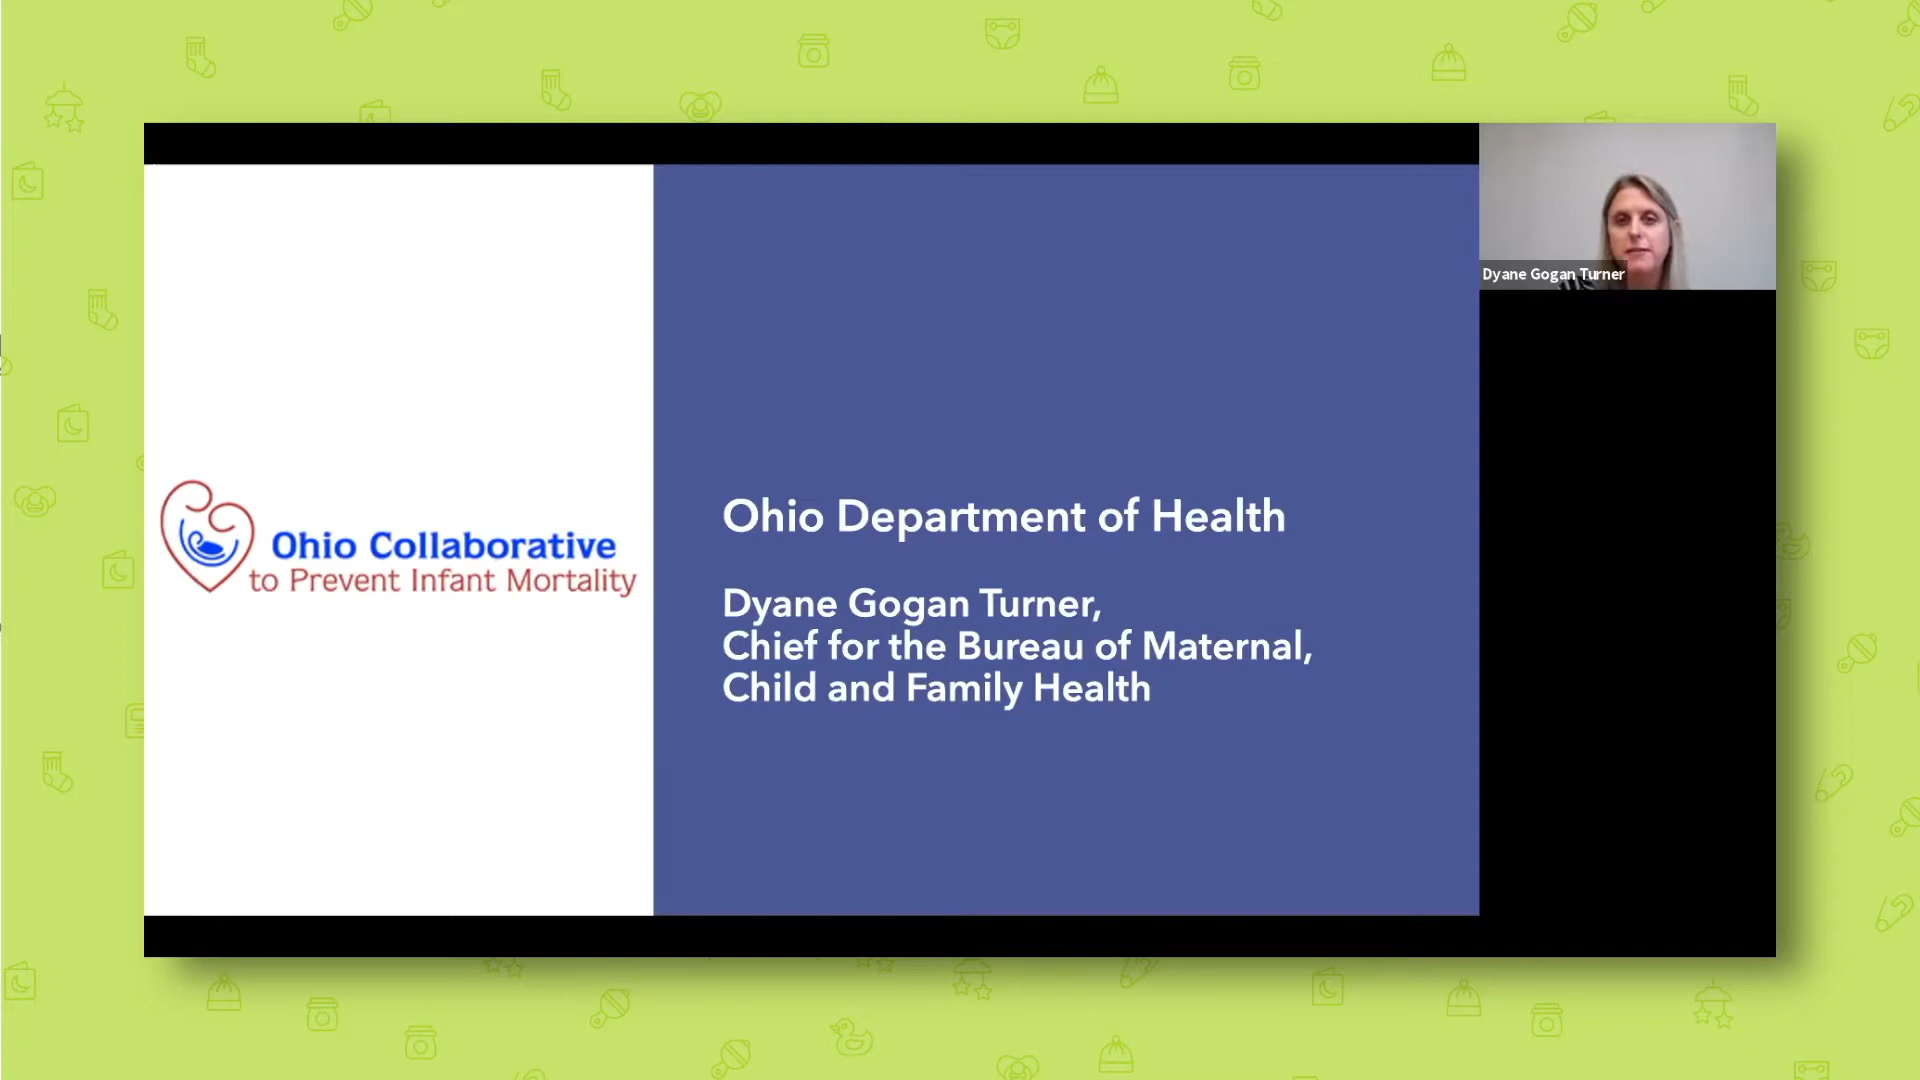 Ohio Collaborative
to Prevent Infant Mortality
Ohio Department of Health
Dyane Gogan Turner,
Chief for the Bureau of Maternal,
Child and Family Health
Dyane Gogan Turner